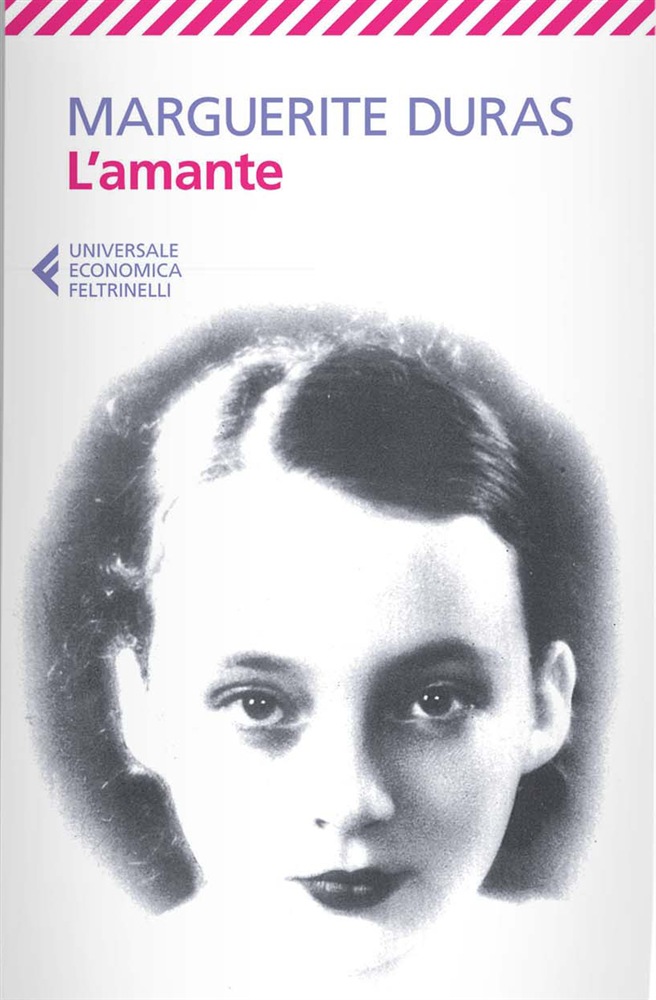 MARGUERITE DURAS
L'amante
UNIVERSALE
ECONOMICA
FELTRINELLI